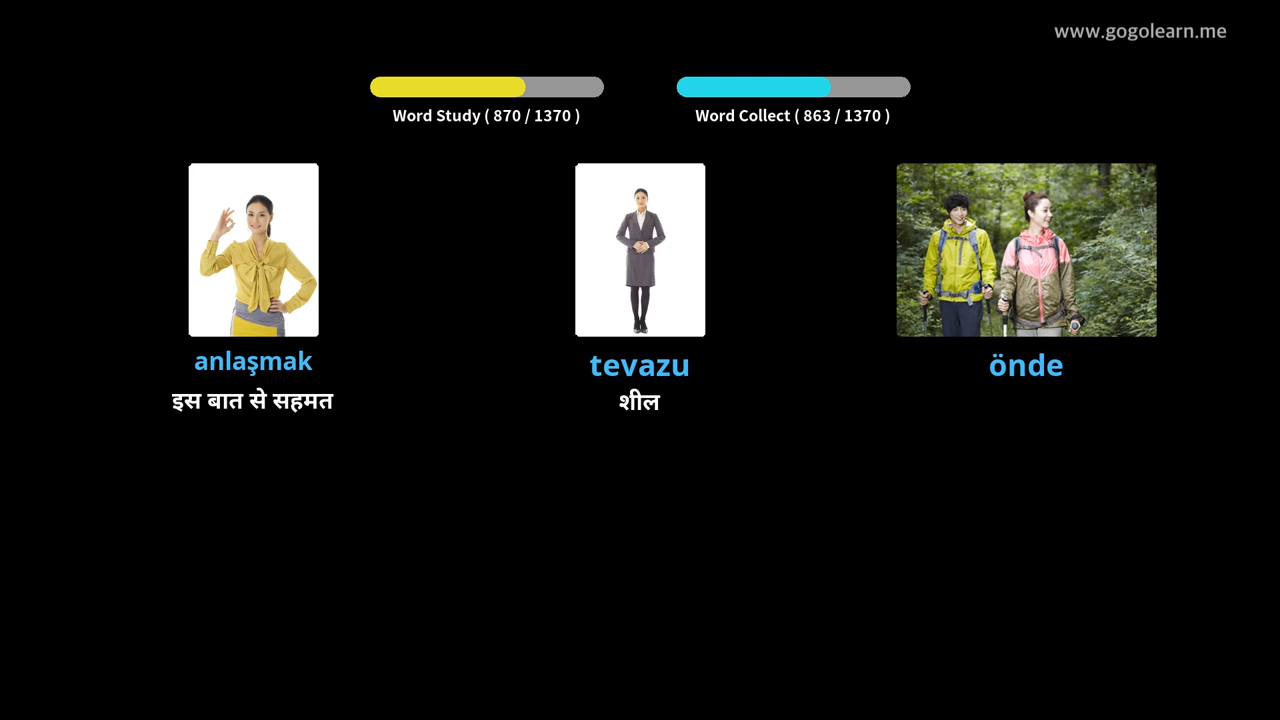 www.gogolearn.me
Word Study ( 870 / 1370 )
Word Collect ( 863 / 1370 )
anlaşmak
tevazu
önde
इस बात से सहमत
शील